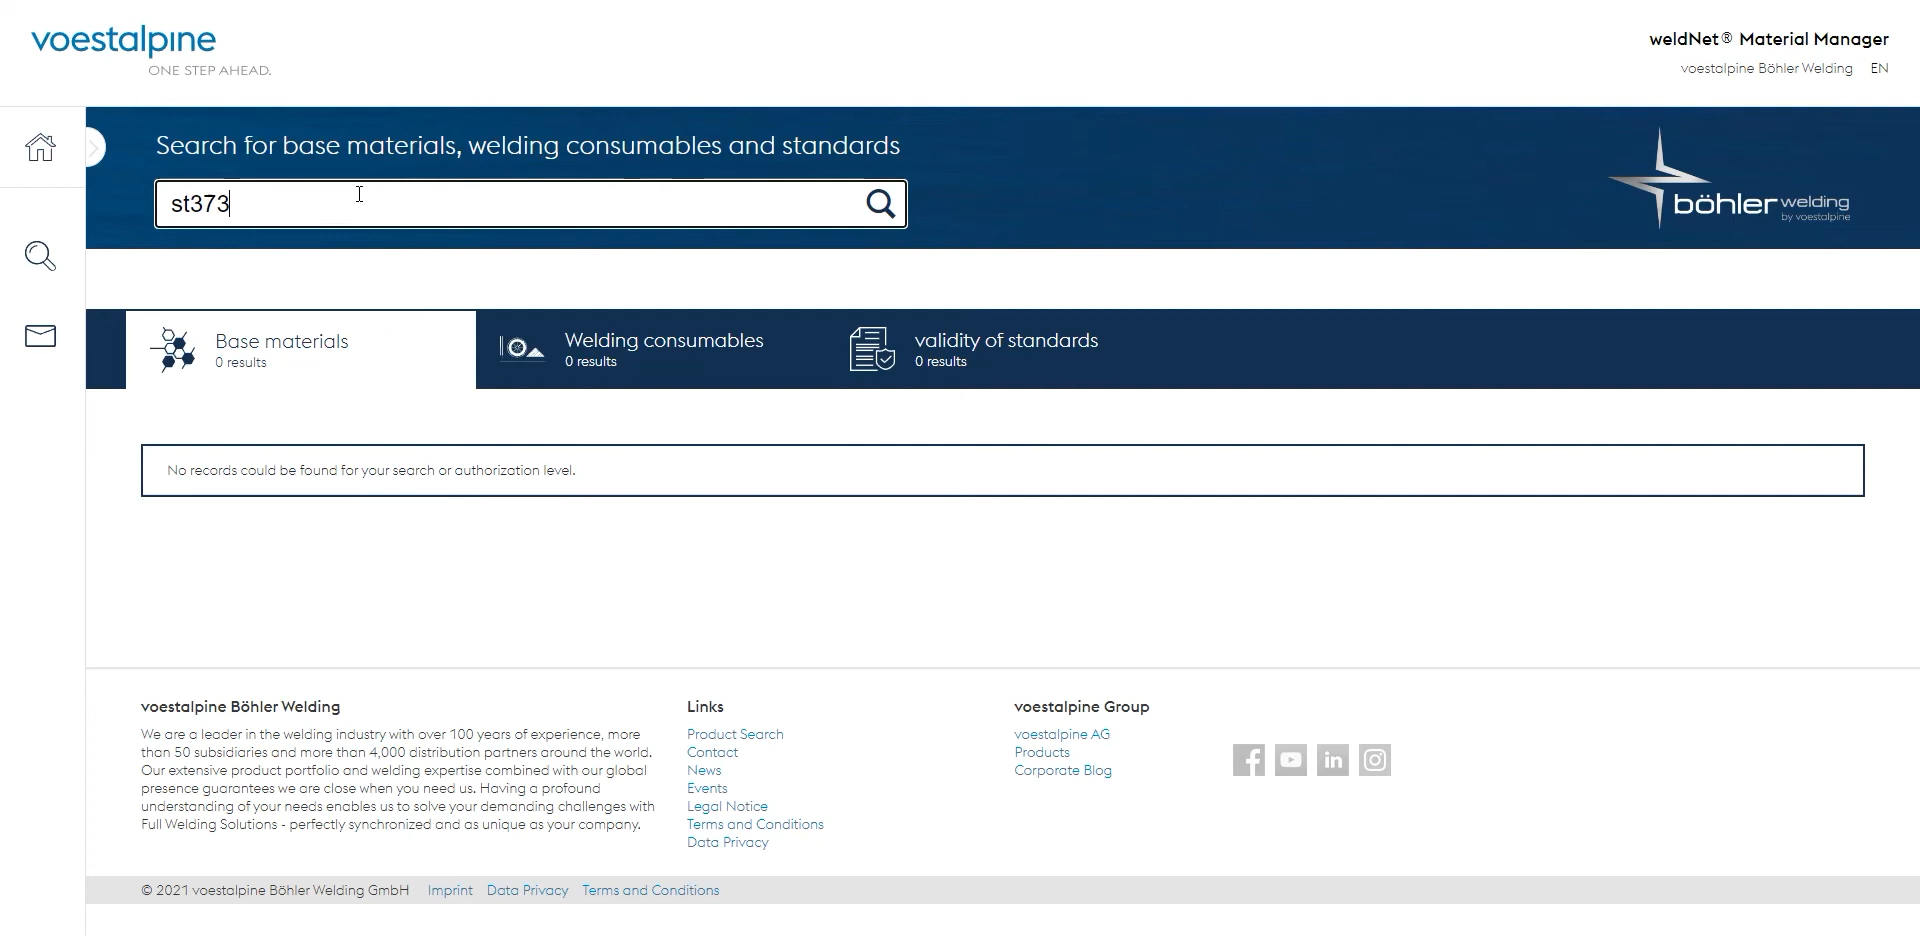 voestalpine
ONE STEP AHEAD.
weldNet® Material Manager
voestalpine Böhler Welding EN
Search for base materials, welding consumables and standards
st373
böhler welding
by voestalpine
Base materials
0 results
Welding consumables
0 results
validity of standards
0 results
No records could be found for your search or authorization level.
voestalpine Böhler Welding
We are a leader in the welding industry with over 100 years of experience, more
than 50 subsidiaries and more than 4,000 distribution partners around the world.
Our extensive product portfolio and welding expertise combined with our global
presence guarantees we are close when you need us. Having a profound
understanding of your needs enables us to solve your demanding challenges with
Full Welding Solutions - perfectly synchronized and as unique as your company.
Links
Product Search
Contact
News
Events
Legal Notice
Terms and Conditions
Data Privacy
voestalpine Group
voestalpine AG
Products
Corporate Blog
© 2021 voestalpine Böhler Welding GmbH Imprint Data Privacy Terms and Conditions